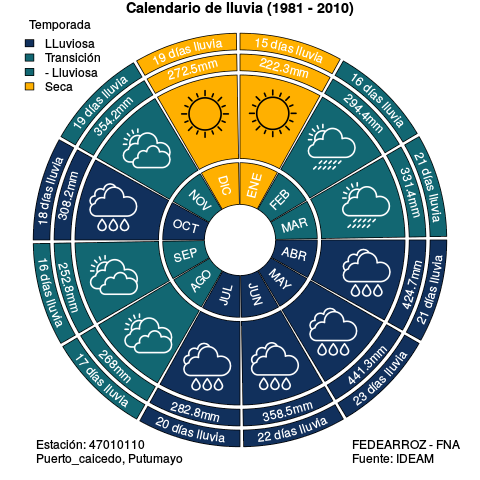 Calendario de lluvia (1981 - 2010)
Temporada
LLuviosa
Transición
- Lluviosa
Seca
15 días lluvia
222.3mm
ENE
16 días lluvia
294.4mm
FEB
21 días lluvia
331.4mm
MAR
21 días lluvia
424.7mm
ABR
23 días lluvia
441.3mm
MAY
22 días lluvia
358.5mm
JUN
20 días lluvia
282.8mm
JUL
17 días lluvia
268mm
AGO
16 días lluvia
252.8mm
SEP
18 días lluvia
308.2mm
OCT
19 días lluvia
354.2mm
NOV
19 días lluvia
272.5mm
DIC
Estación: 47010110
Puerto_caicedo, Putumayo
FEDEARROZ - FNA
Fuente: IDEAM